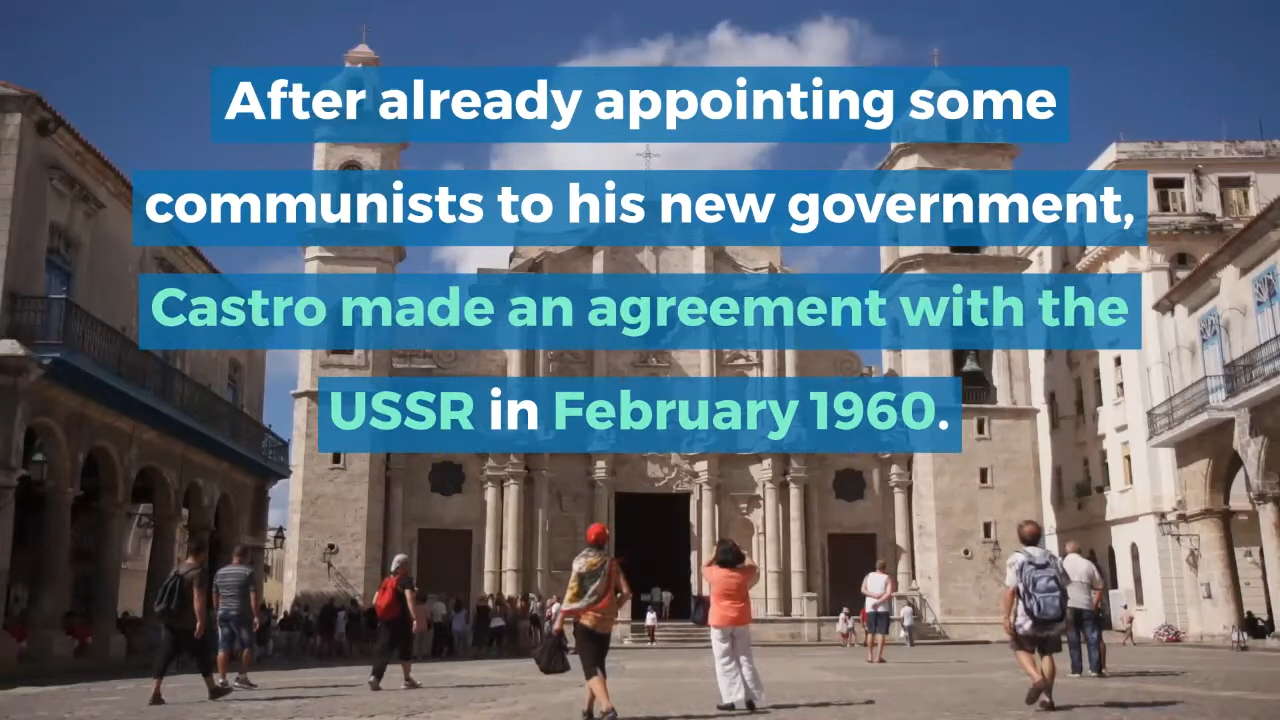 After already appointing some
communists to his new government,
Castro made an agreement with the
USSR in February 1960.